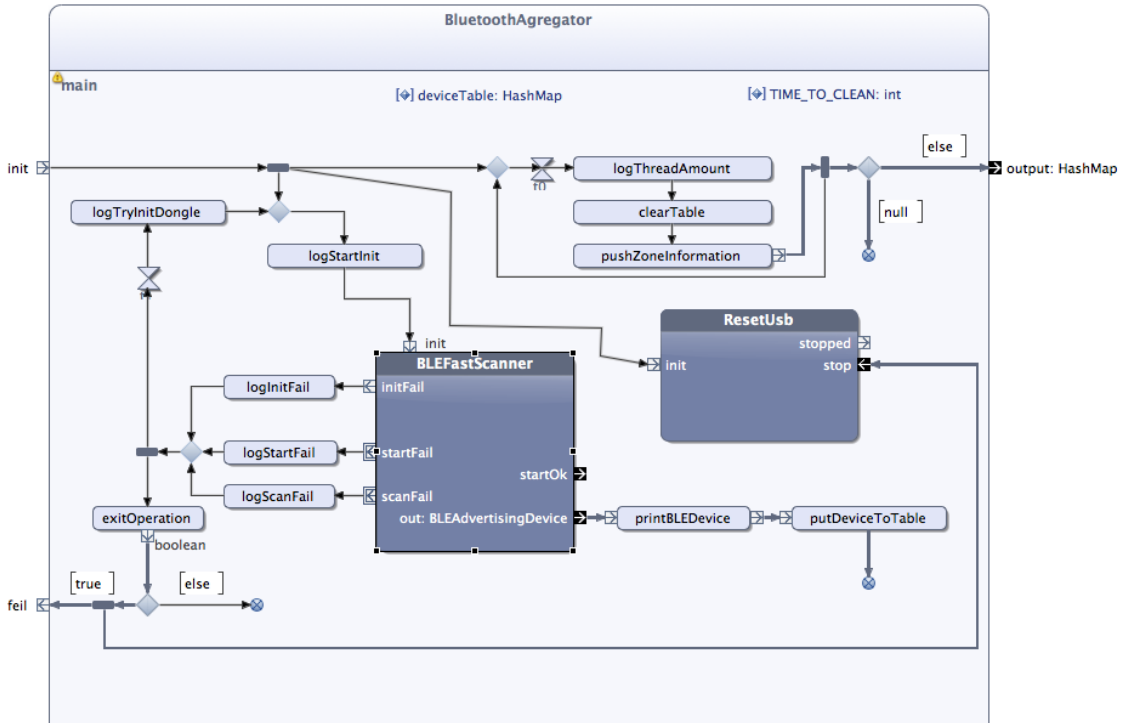 BluetoothAgregator
main
deviceTable: HashMap
TIME_TO_CLEAN: int
[else]
init
logThreadAmount
output: HashMap
t0
logTryInitDongle
clearTable
[null]
logStartInit
pushZoneInformation
ResetUsb
init
stopped
BLEFastScanner
init
stop
logInitFail
initFail
logStartFail
startFail
startOk
logScanFail
scanFail
exitOperation
out: BLEAdvertisingDevice
printBLEDevice
putDeviceToTable
boolean
[true]
[else]
feil